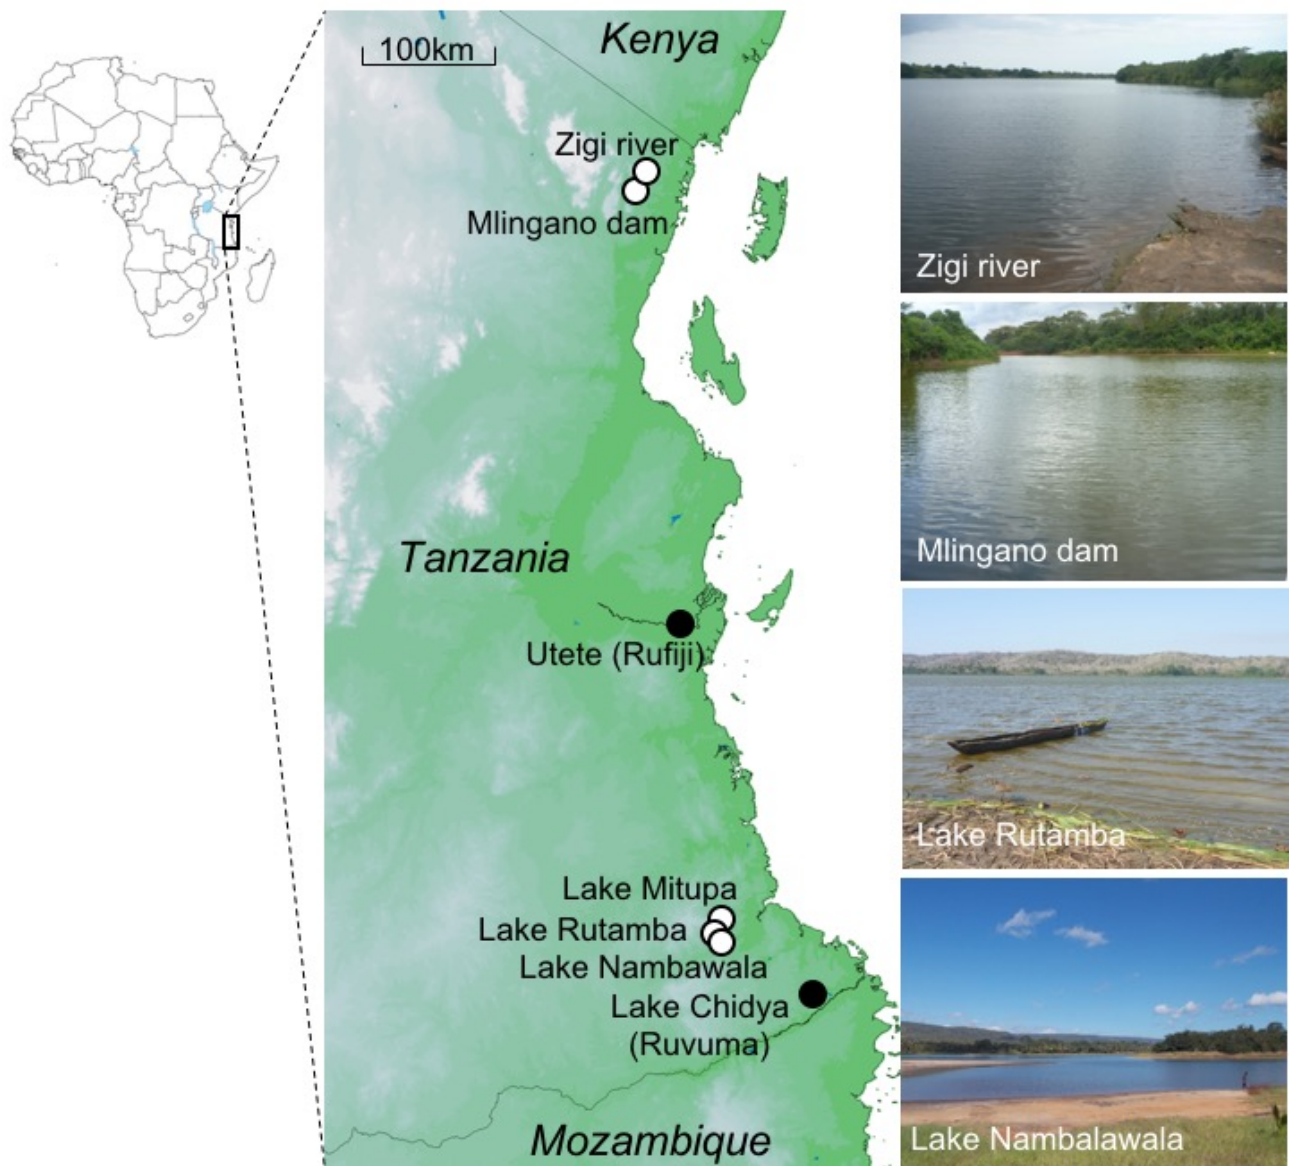 100km
Kenya
Zigi river
Mlingano dam
Tanzania
Utete (Rufiji)
Lake Mitupa
Lake Rutamba
Lake Nambawala
Lake Chidya
(Ruvuma)
Mozambique
Zigi river
Mlingano dam
Lake Rutamba
Lake Nambalawala